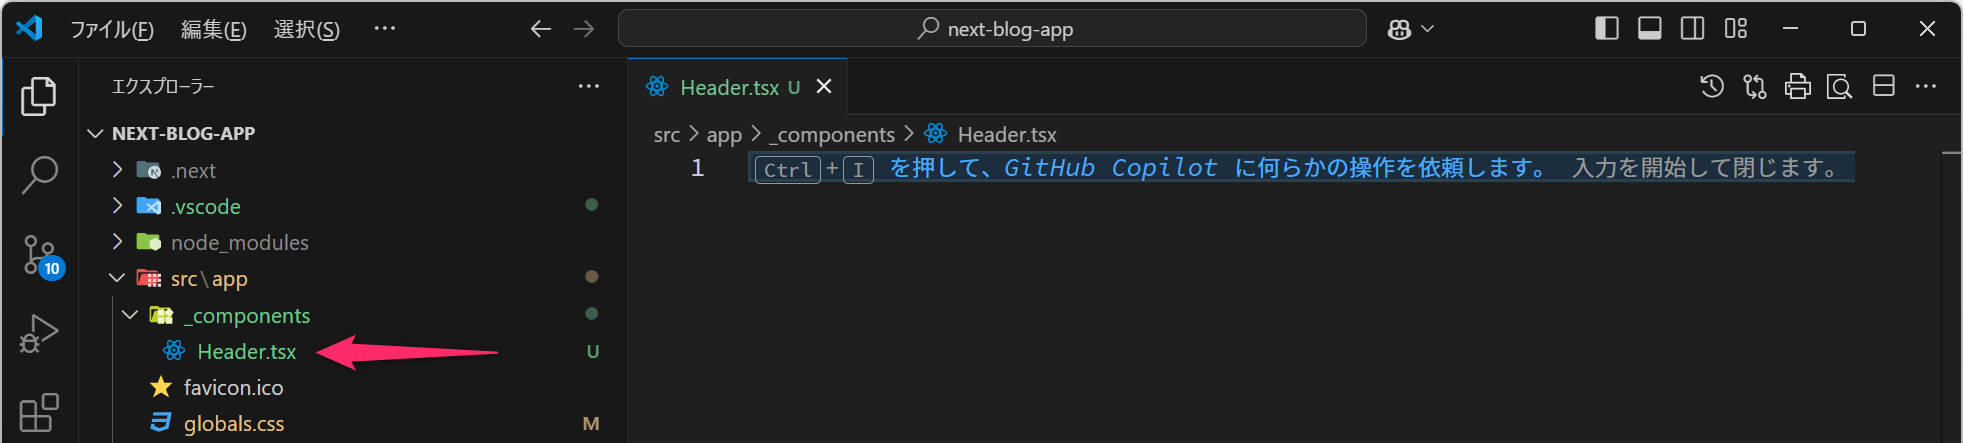 ファイル(F) 編集(E) 選択(S) ··· next-blog-app
エクスプローラー ···
NEXT-BLOG-APP
.next
.vscode
node_modules
src\app
_components
Header.tsx U
favicon.ico
globals.css M
10
Header.tsx U
src > app > _components > Header.tsx
1 Ctrl+I を押して、GitHub Copilot に何らかの操作を依頼します。 入力を開始して閉じます。